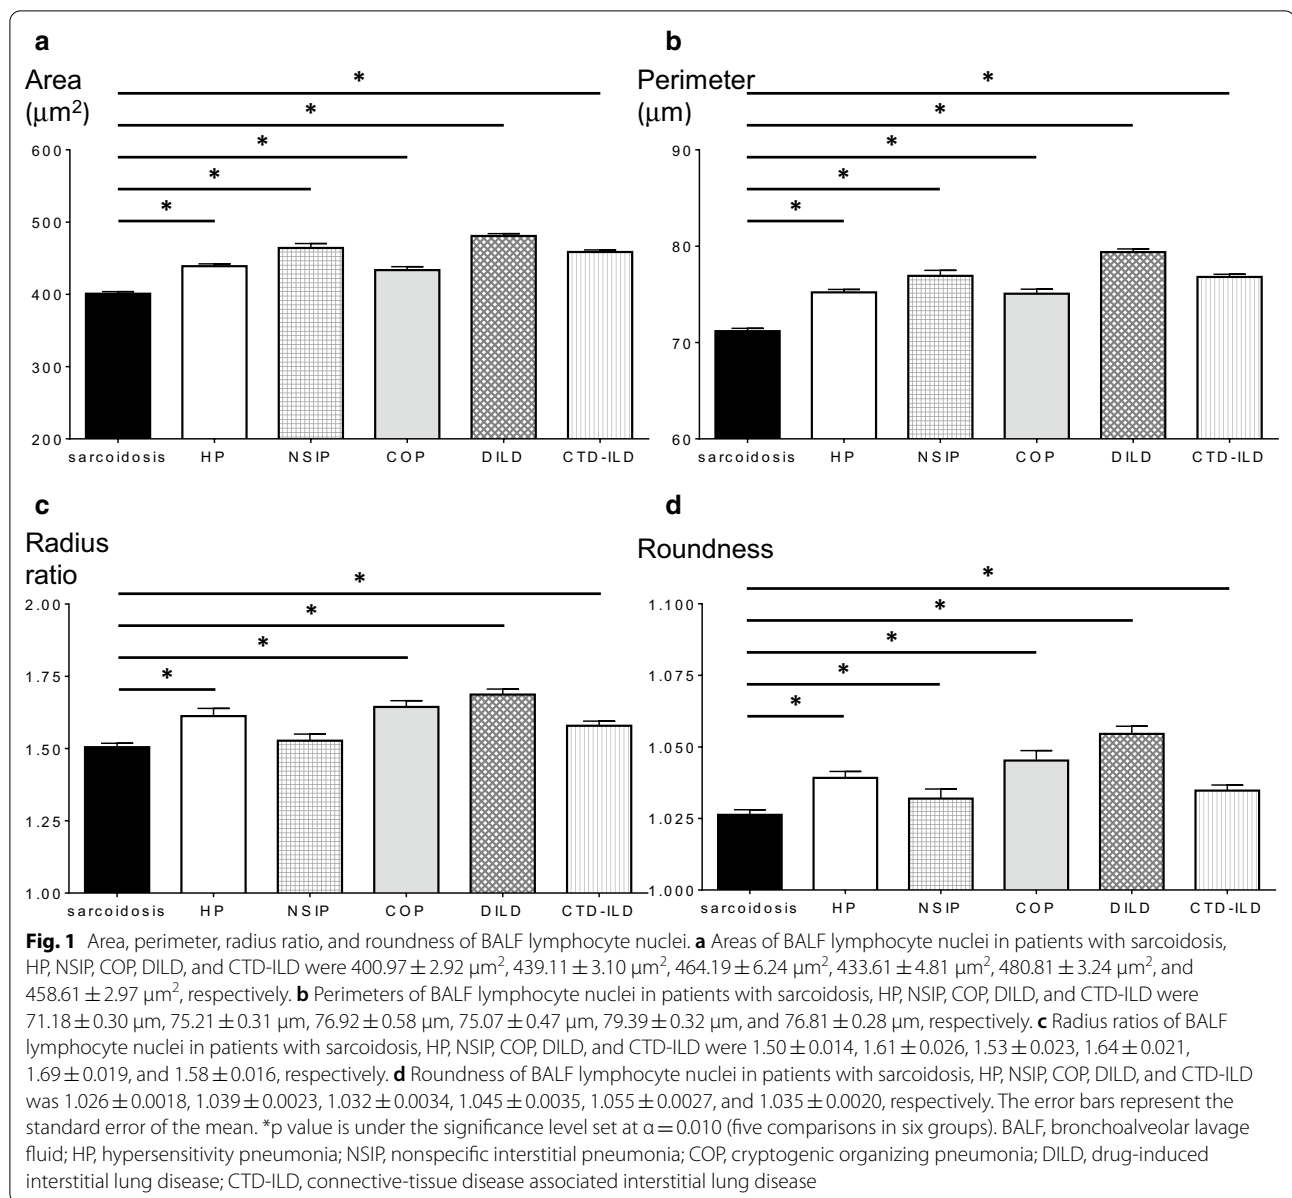 a
Area
(μm2)
*
*
*
*
*
600
500
400
300
200
sarcoidosis HP NSIP COP DILD CTD-ILD
b
Perimeter
(μm)
*
*
*
*
*
90
80
70
60
sarcoidosis HP NSIP COP DILD CTD-ILD
c
Radius
ratio
*
*
*
*
2.00
1.75
1.50
1.25
1.00
sarcoidosis HP NSIP COP DILD CTD-ILD
d
Roundness
*
*
*
*
*
1.100
1.075
1.050
1.025
1.000
sarcoidosis HP NSIP COP DILD CTD-ILD
Fig. 1 Area, perimeter, radius ratio, and roundness of BALF lymphocyte nuclei. a Areas of BALF lymphocyte nuclei in patients with sarcoidosis,
HP, NSIP, COP, DILD, and CTD-ILD were 400.97 ± 2.92 μm2, 439.11 ± 3.10 μm2, 464.19 ± 6.24 μm2, 433.61 ± 4.81 μm2, 480.81 ± 3.24 μm2, and
458.61 ± 2.97 μm2, respectively. b Perimeters of BALF lymphocyte nuclei in patients with sarcoidosis, HP, NSIP, COP, DILD, and CTD-ILD were
71.18 ± 0.30 μm, 75.21 ± 0.31 μm, 76.92 ± 0.58 μm, 75.07 ± 0.47 μm, 79.39 ± 0.32 μm, and 76.81 ± 0.28 μm, respectively. c Radius ratios of BALF
lymphocyte nuclei in patients with sarcoidosis, HP, NSIP, COP, DILD, and CTD-ILD were 1.50 ± 0.014, 1.61 ± 0.026, 1.53 ± 0.023, 1.64 ± 0.021,
1.69 ± 0.019, and 1.58 ± 0.016, respectively. d Roundness of BALF lymphocyte nuclei in patients with sarcoidosis, HP, NSIP, COP, DILD, and CTD-ILD
was 1.026 ± 0.0018, 1.039 ± 0.0023, 1.032 ± 0.0034, 1.045 ± 0.0035, 1.055 ± 0.0027, and 1.035 ± 0.0020, respectively. The error bars represent the
standard error of the mean. *p value is under the significance level set at α = 0.010 (five comparisons in six groups). BALF, bronchoalveolar lavage
fluid; HP, hypersensitivity pneumonia; NSIP, nonspecific interstitial pneumonia; COP, cryptogenic organizing pneumonia; DILD, drug-induced
interstitial lung disease; CTD-ILD, connective-tissue disease associated interstitial lung disease